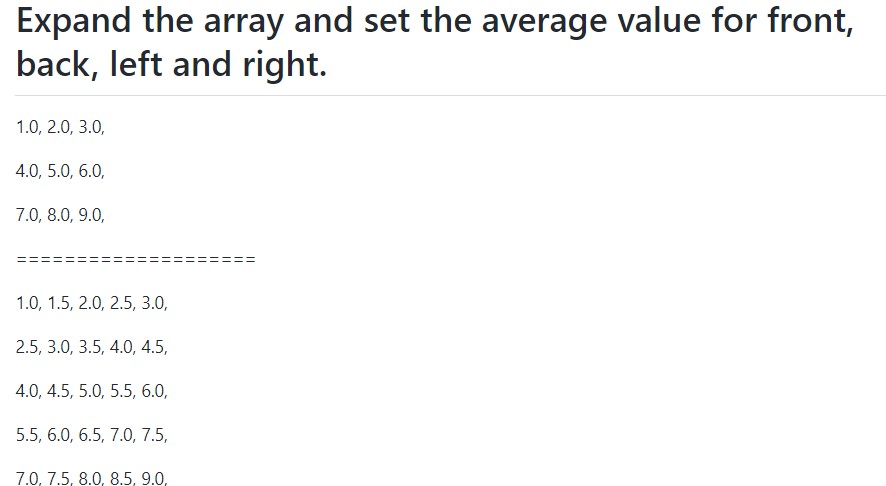 Expand the array and set the average value for front,
back, left and right.
1.0, 2.0, 3.0,
4.0, 5.0, 6.0,
7.0, 8.0, 9.0,
====================
1.0, 1.5, 2.0, 2.5, 3.0,
2.5, 3.0, 3.5, 4.0, 4.5,
4.0, 4.5, 5.0, 5.5, 6.0,
5.5, 6.0, 6.5, 7.0, 7.5,
7.0, 7.5, 8.0, 8.5, 9.0,